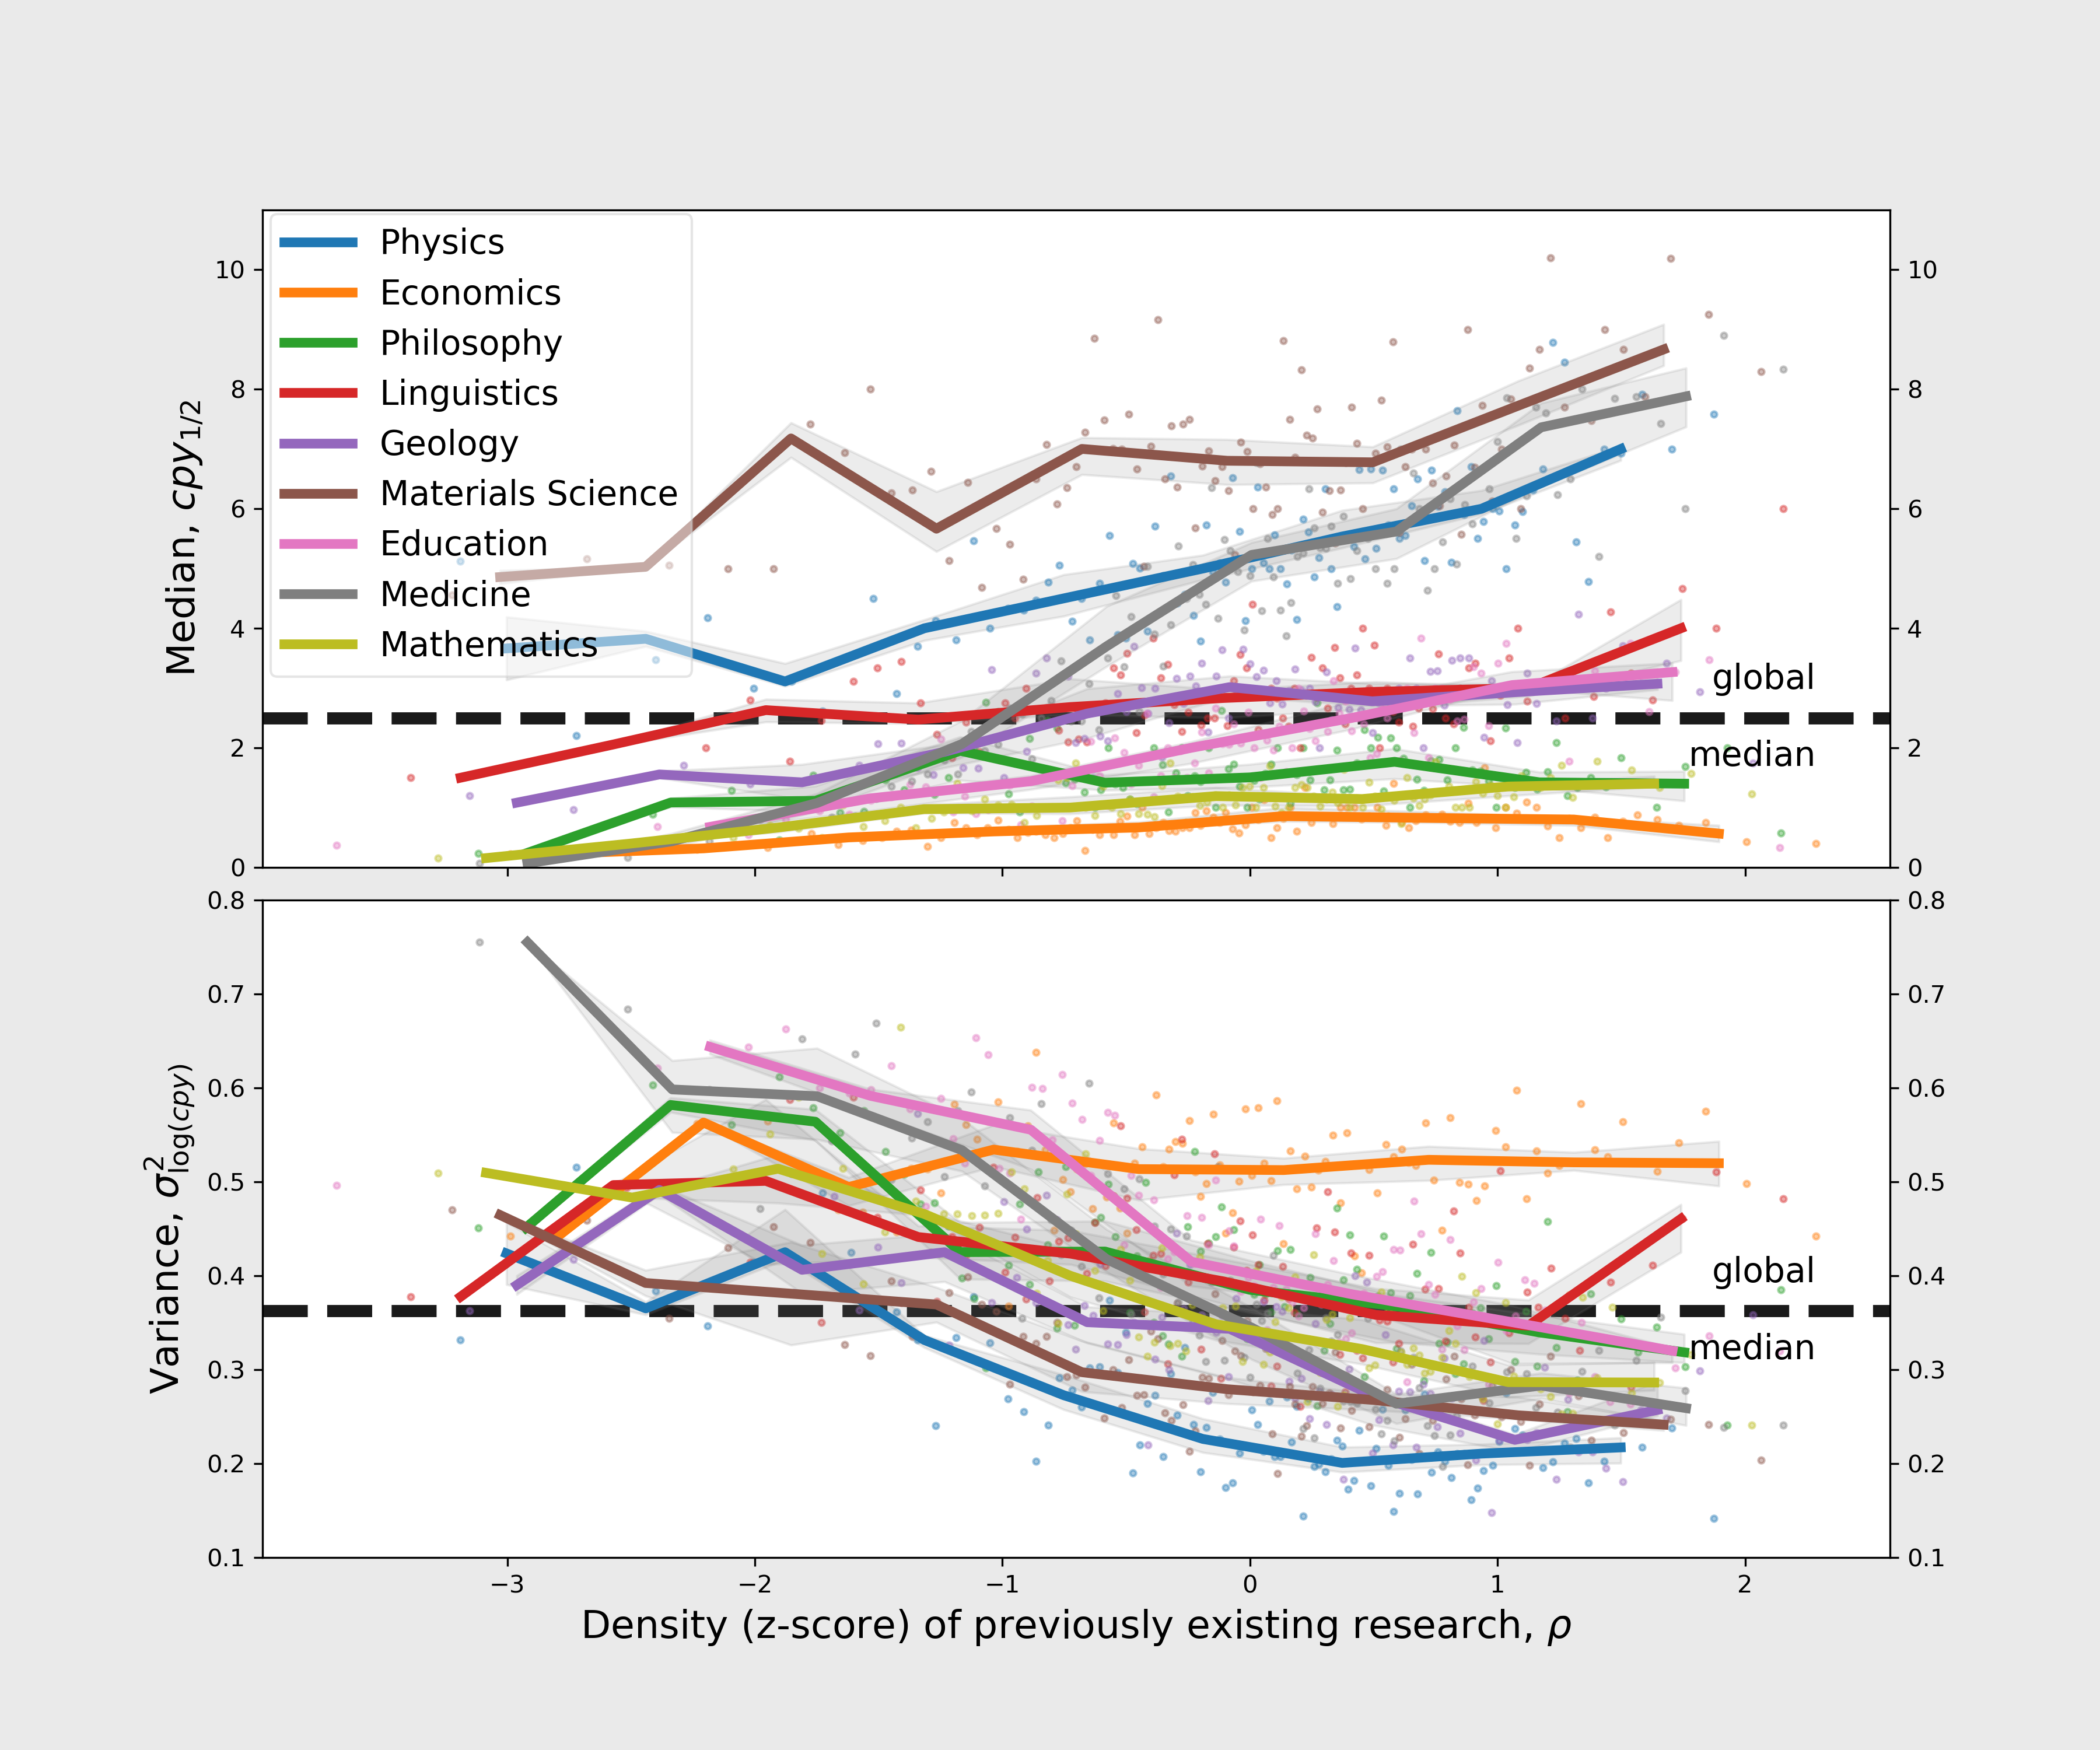 Physics
Economics
Philosophy
Linguistics
Geology
Materials Science
Education
Medicine
Mathematics
Median, cpy1/2
10
8
6
4
2
0
10
8
6
4
2
0
global
median
Variance, σ²log(cpy)
0.8
0.7
0.6
0.5
0.4
0.3
0.2
0.1
0.8
0.7
0.6
0.5
0.4
0.3
0.2
0.1
global
median
−3 −2 −1 0 1 2
Density (z-score) of previously existing research, ρ